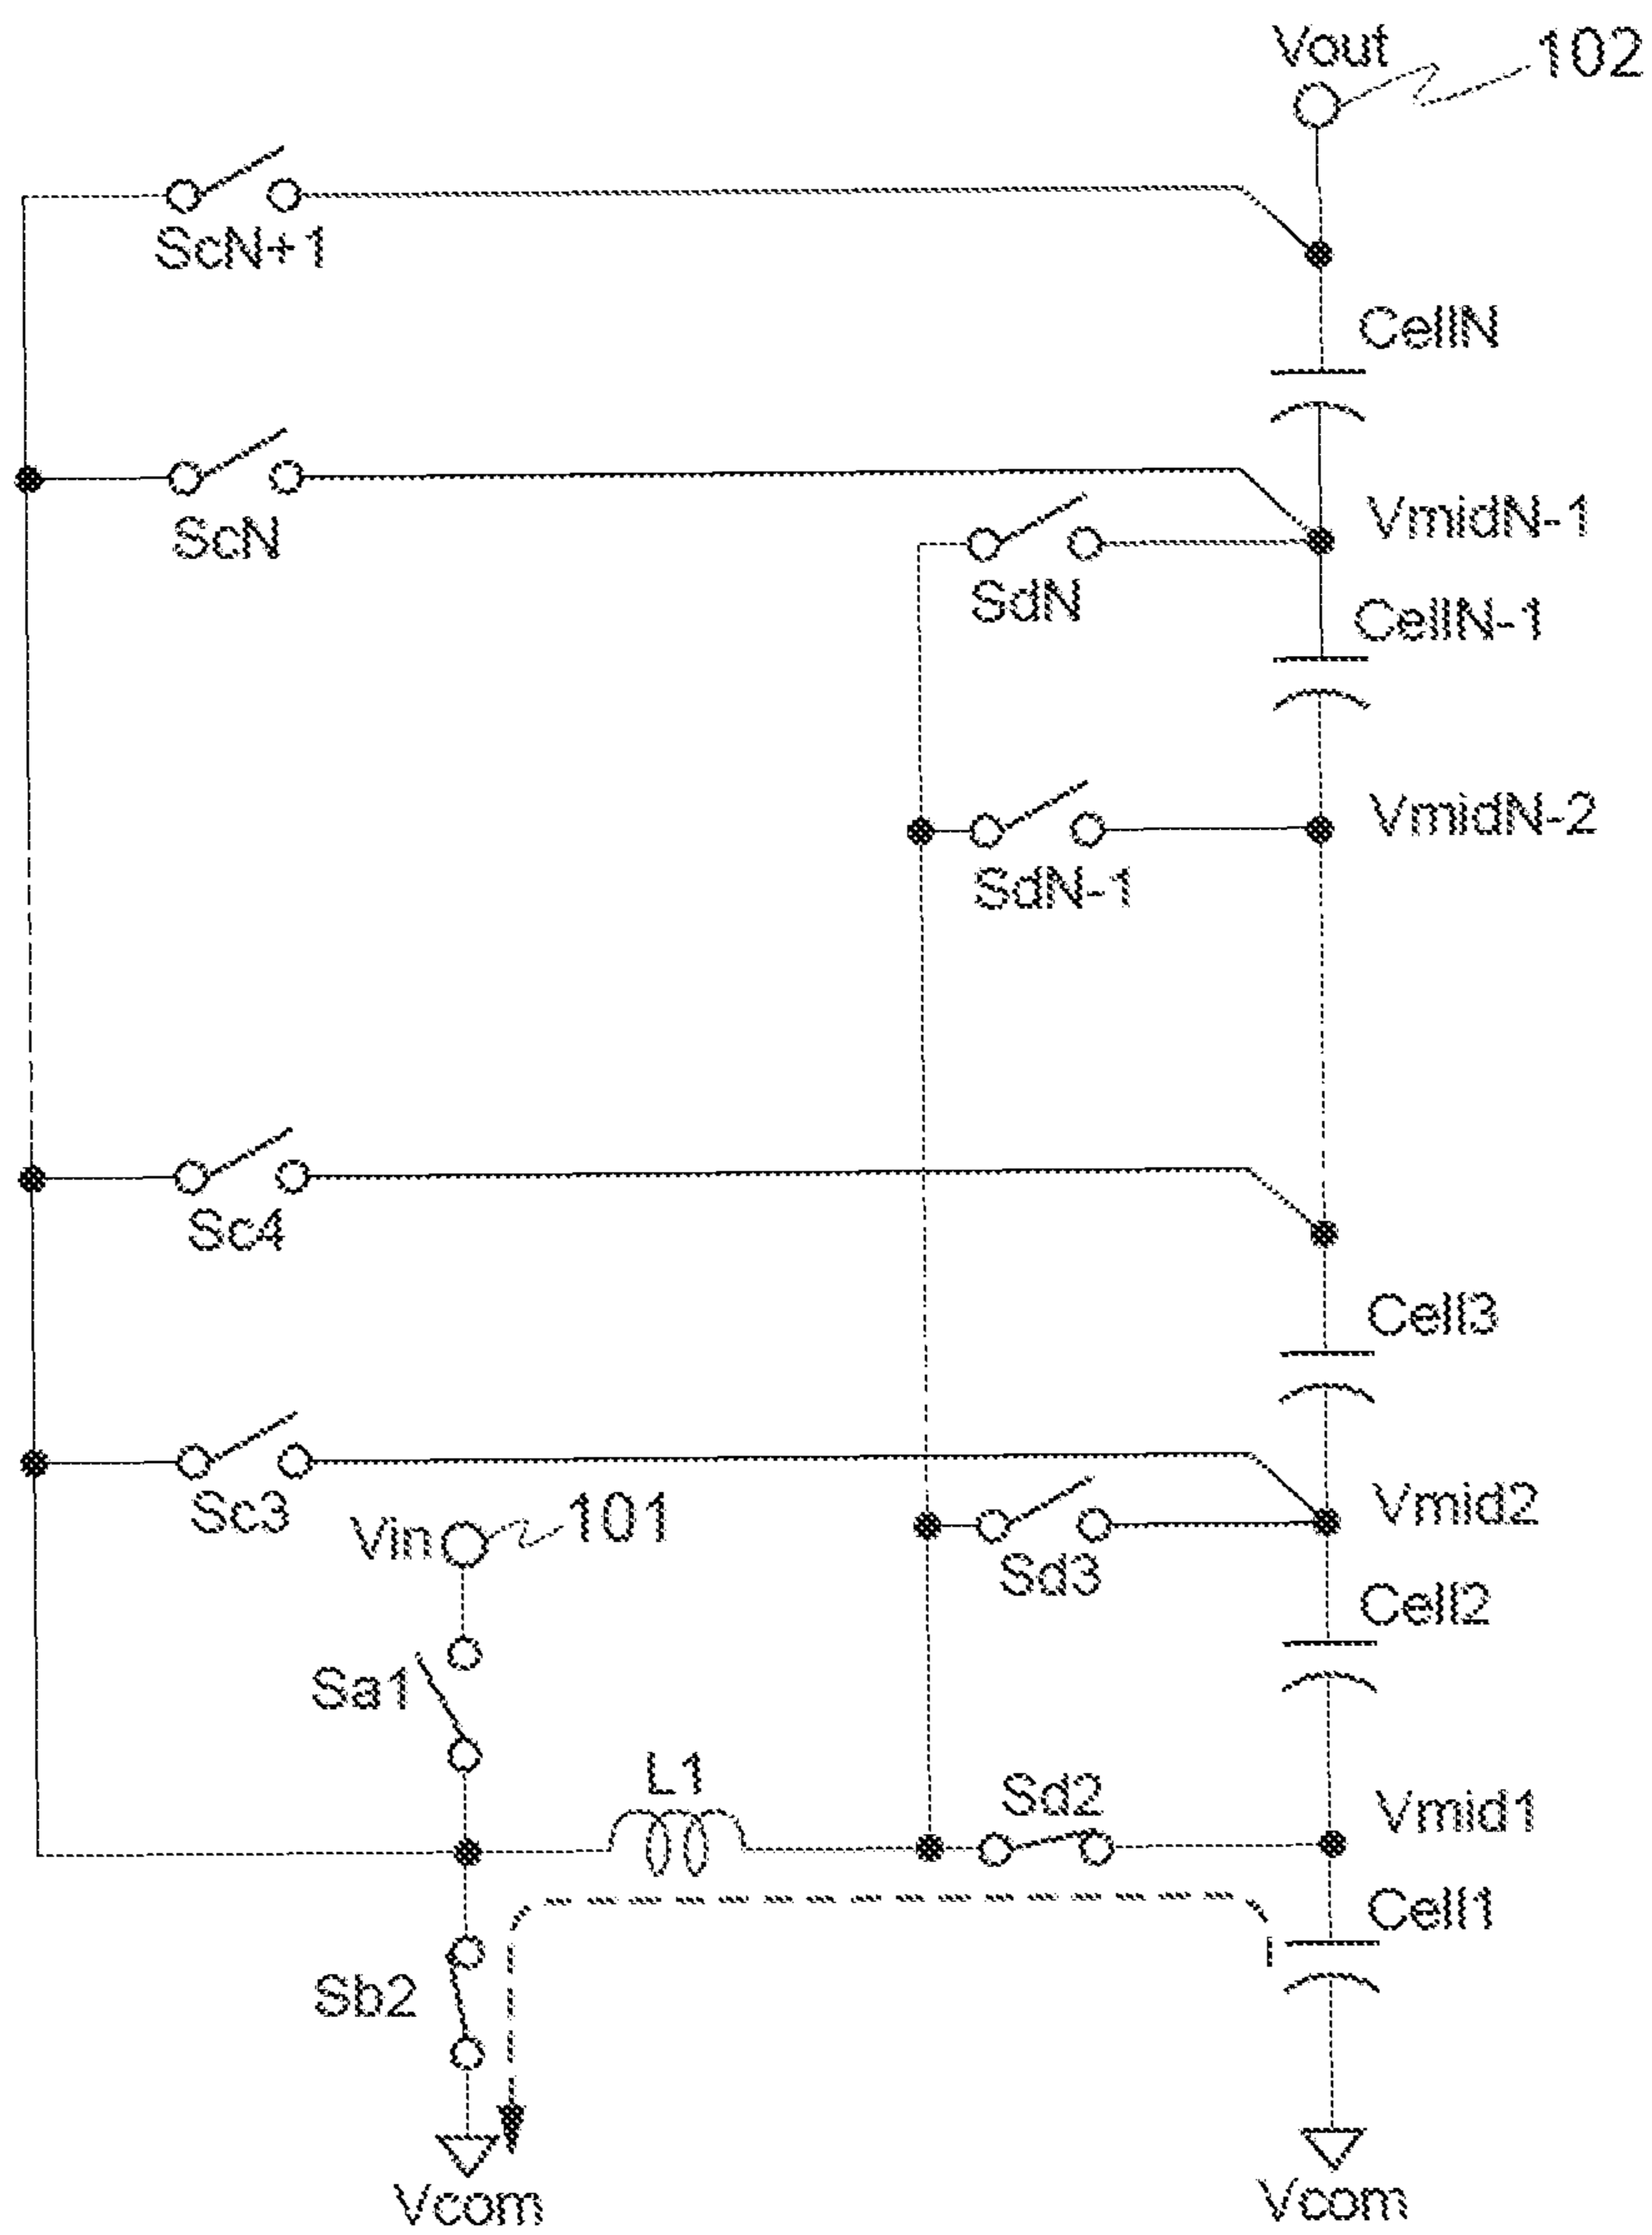 Vout
102
ScN+1
CellN
ScN
VmidN-1
SdN
CellN-1
VmidN-2
SdN-1
Sc4
Cell3
Sc3
Vin
101
Vmid2
Sd3
Cell2
Sa1
L1
Sd2
Vmid1
Cell1
Sb2
Vcom
Vcom